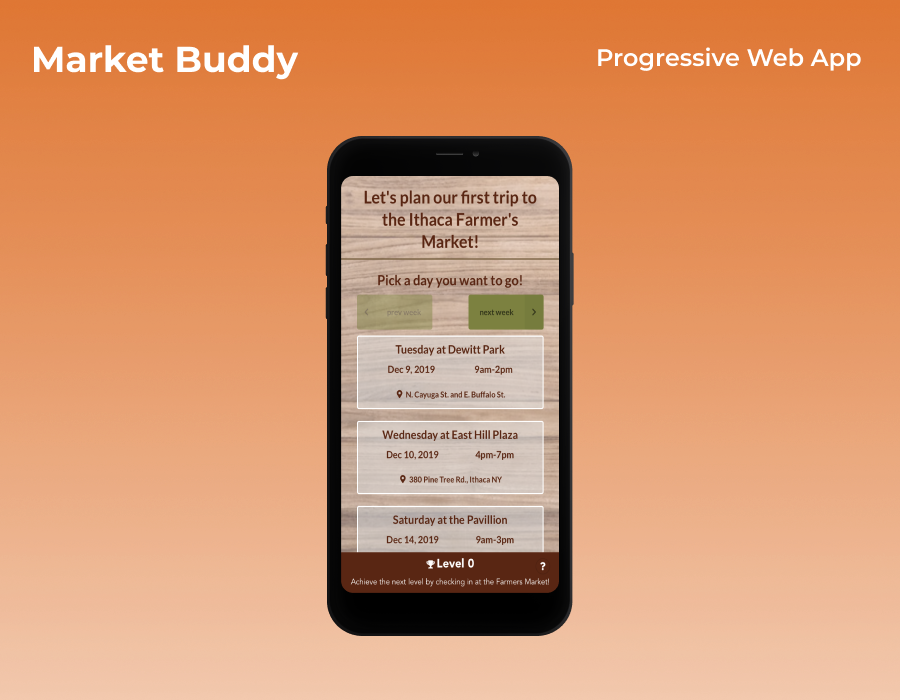 Market Buddy
Progressive Web App
Let's plan our first trip to
the Ithaca Farmer's
Market!
Pick a day you want to go!
prev week
next week
Tuesday at Dewitt Park
Dec 9, 2019 9am-2pm
N. Cayuga St. and E. Buffalo St.
Wednesday at East Hill Plaza
Dec 10, 2019 4pm-7pm
380 Pine Tree Rd., Ithaca NY
Saturday at the Pavillion
Dec 14, 2019 9am-3pm
Level 0
?
Achieve the next level by checking in at the Farmers Market!